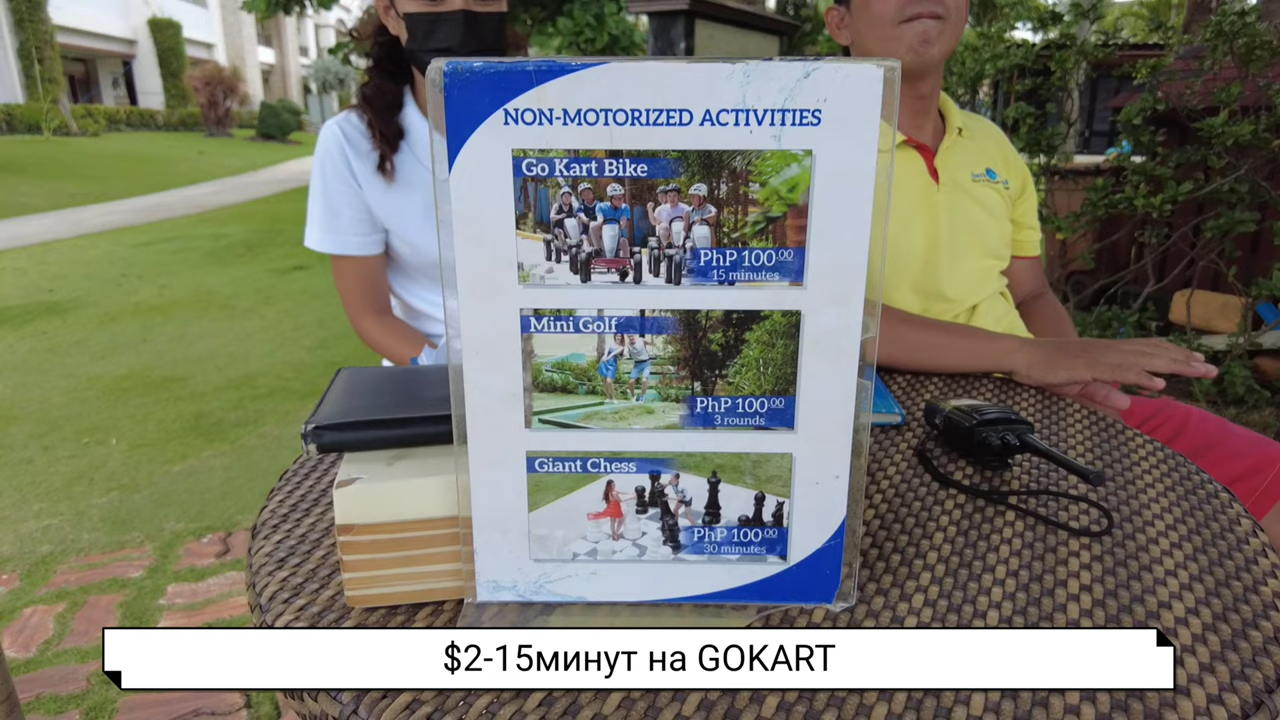 NON-MOTORIZED ACTIVITIES
Go Kart Bike
PhP 100.00
15 minutes
Mini Golf
PhP 100.00
3 rounds
Giant Chess
PhP 100.00
30 minutes
$2-15минут на GOKART